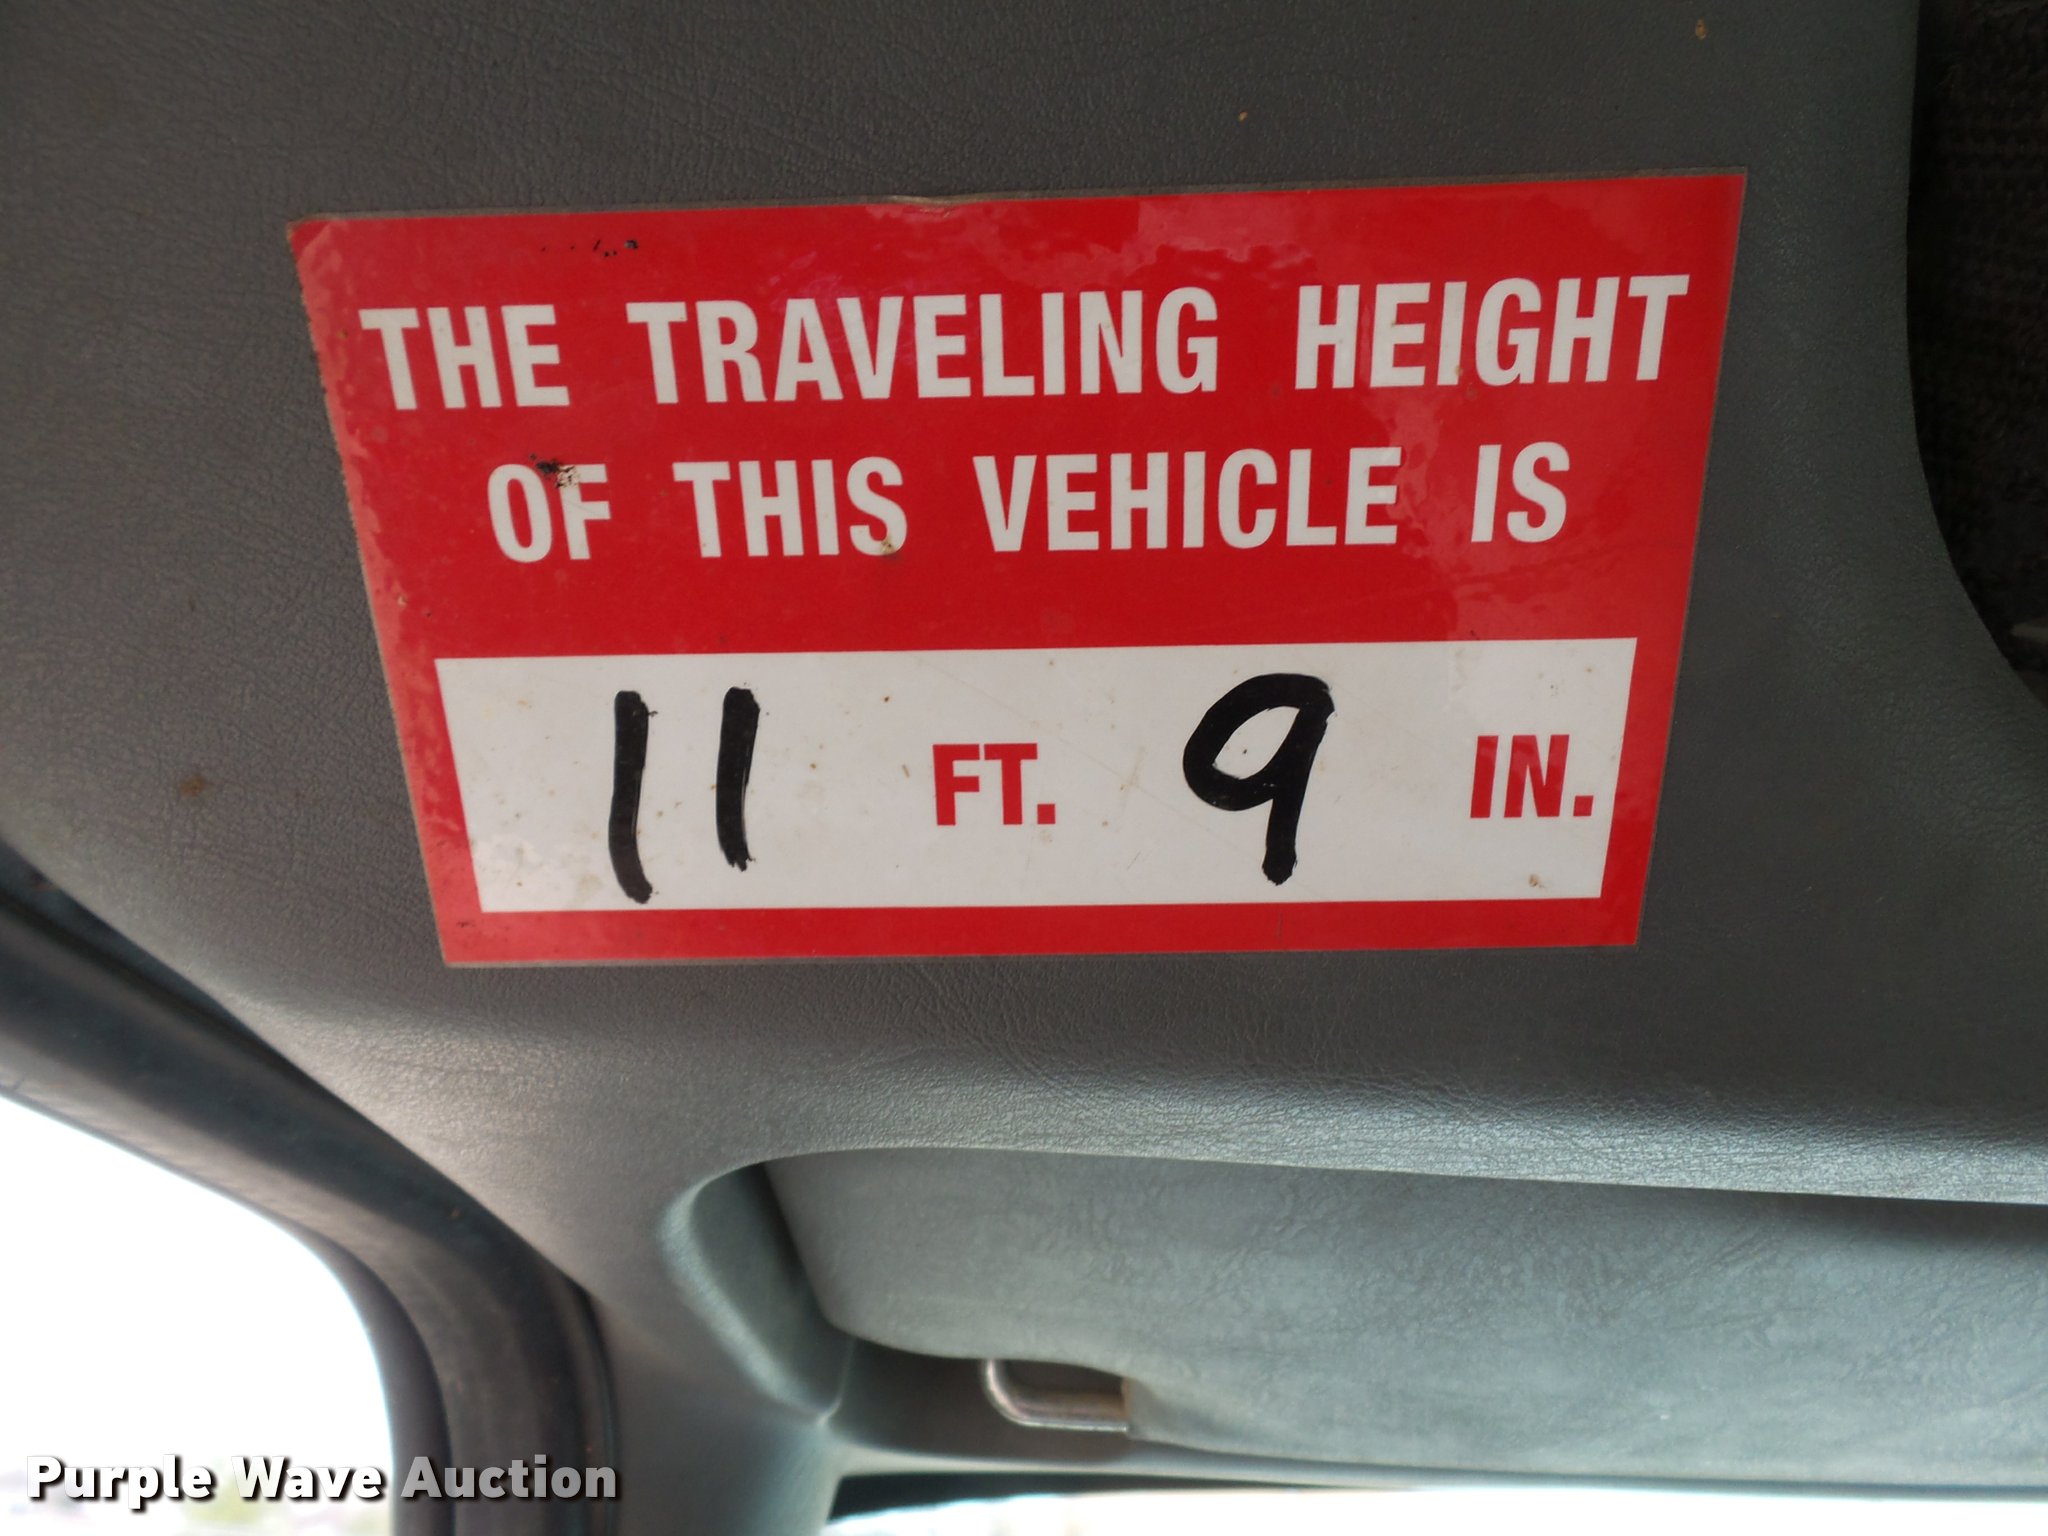 THE TRAVELING HEIGHT
OF THIS VEHICLE IS
11 FT. 9 IN.
Purple Wave Auction